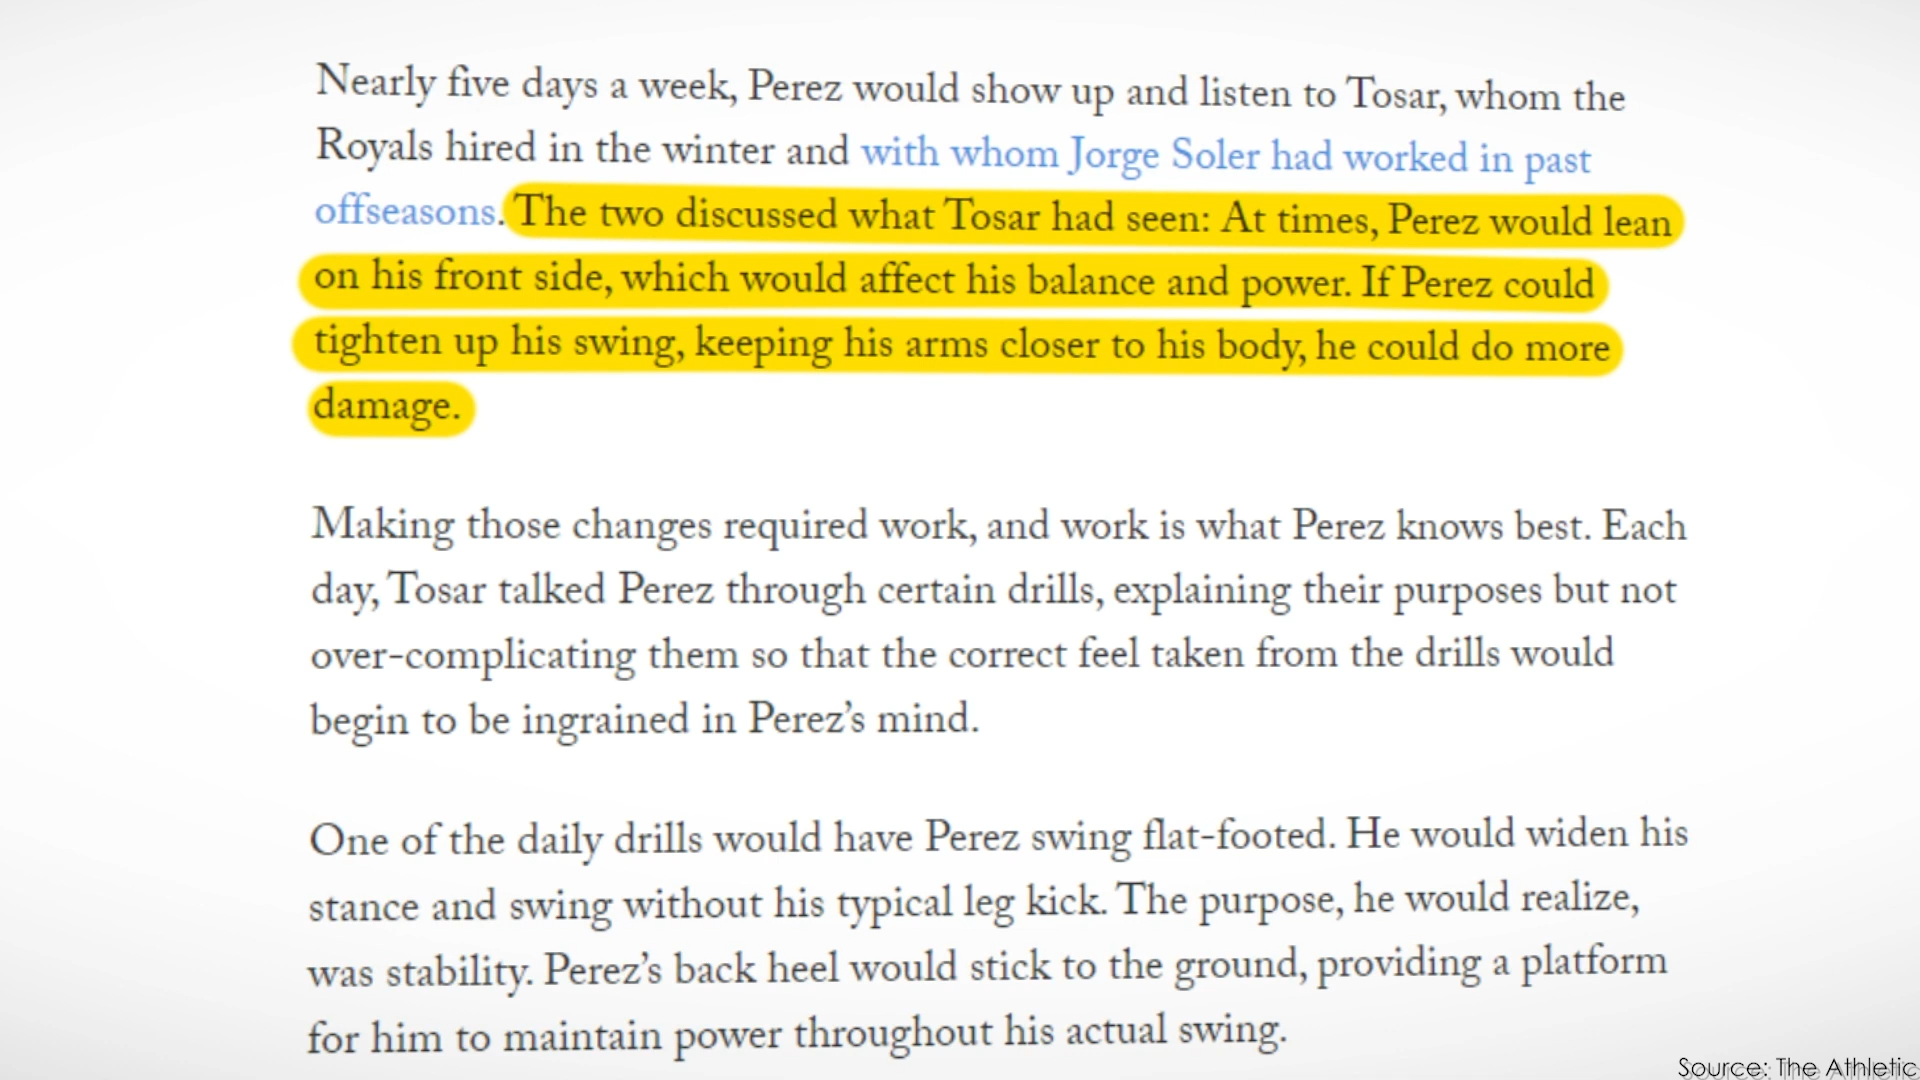 Nearly five days a week, Perez would show up and listen to Tosar, whom the
Royals hired in the winter and with whom Jorge Soler had worked in past
offseasons. The two discussed what Tosar had seen: At times, Perez would lean
on his front side, which would affect his balance and power. If Perez could
tighten up his swing, keeping his arms closer to his body, he could do more
damage.
Making those changes required work, and work is what Perez knows best. Each
day, Tosar talked Perez through certain drills, explaining their purposes but not
over-complicating them so that the correct feel taken from the drills would
begin to be ingrained in Perez’s mind.
One of the daily drills would have Perez swing flat-footed. He would widen his
stance and swing without his typical leg kick. The purpose, he would realize,
was stability. Perez’s back heel would stick to the ground, providing a platform
for him to maintain power throughout his actual swing.
Source: The Athletic